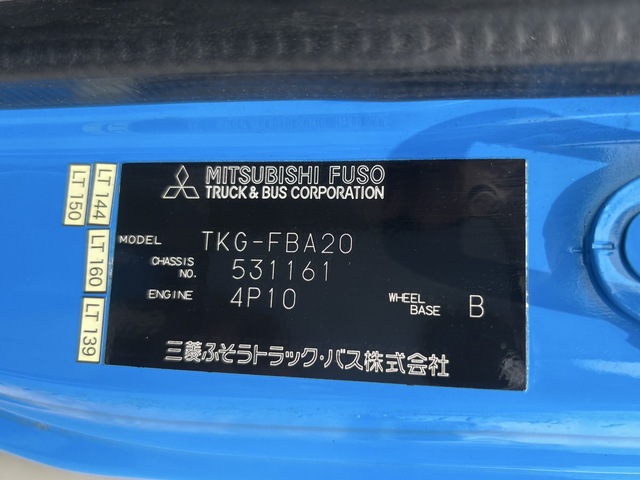 MITSUBISHI FUSO
TRUCK & BUS CORPORATION
MODEL TKG-FBA20
CHASSIS NO. 531161
ENGINE 4P10
WHEEL BASE B
三菱ふそうトラック・バス株式会社
LT 150
LT 144
LT 160
LT 139